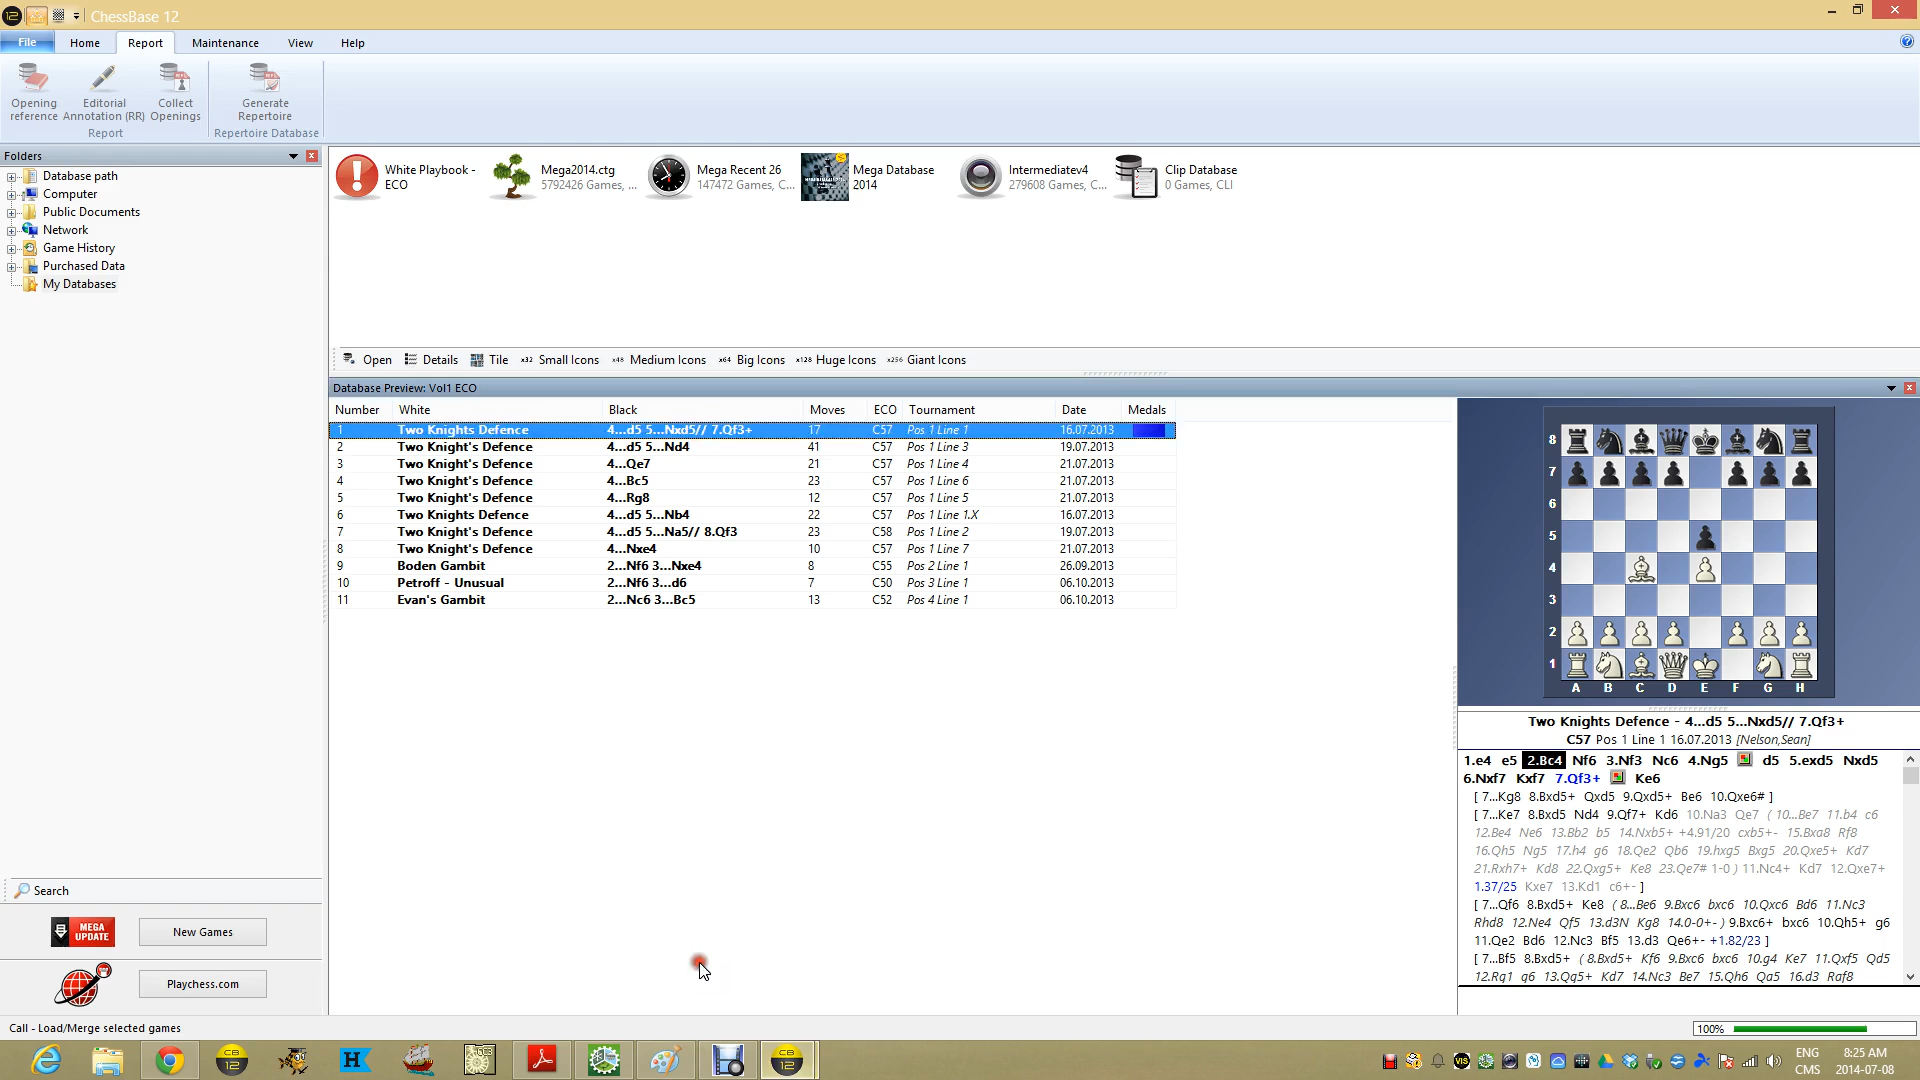 ChessBase 12
File Home Report Maintenance View Help
Opening reference
Editorial Annotation (RR)
Collect Openings
Generate Repertoire
Report
Repertoire Database
Folders
Database path
Computer
Public Documents
Network
Game History
Purchased Data
My Databases
White Playbook - ECO
Mega2014.ctg
5792426 Games, ...
Mega Recent 26
147472 Games, C...
Mega Database 2014
Intermediatev4
279608 Games, C...
Clip Database
0 Games, CLI
Open Details Tile x32 Small Icons x48 Medium Icons x64 Big Icons x128 Huge Icons x256 Giant Icons
Database Preview: Vol1 ECO
Number White Black Moves ECO Tournament Date Medals
1 Two Knights Defence 4...d5 5...Nxd5// 7.Qf3+ 17 C57 Pos 1 Line 1 16.07.2013
2 Two Knight's Defence 4...d5 5...Nd4 41 C57 Pos 1 Line 3 19.07.2013
3 Two Knight's Defence 4...Qe7 21 C57 Pos 1 Line 4 21.07.2013
4 Two Knight's Defence 4...Bc5 23 C57 Pos 1 Line 6 21.07.2013
5 Two Knight's Defence 4...Rg8 12 C57 Pos 1 Line 5 21.07.2013
6 Two Knights Defence 4...d5 5...Nb4 22 C57 Pos 1 Line 1.X 16.07.2013
7 Two Knight's Defence 4...d5 5...Na5// 8.Qf3 23 C58 Pos 1 Line 2 19.07.2013
8 Two Knight's Defence 4...Nxe4 10 C57 Pos 1 Line 7 21.07.2013
9 Boden Gambit 2...Nf6 3...Nxe4 8 C55 Pos 2 Line 1 26.09.2013
10 Petroff - Unusual 2...Nf6 3...d6 7 C50 Pos 3 Line 1 06.10.2013
11 Evan's Gambit 2...Nc6 3...Bc5 13 C52 Pos 4 Line 1 06.10.2013
8
7
6
5
4
3
2
1
A B C D E F G H
Two Knights Defence - 4...d5 5...Nxd5// 7.Qf3+
C57 Pos 1 Line 1 16.07.2013 [Nelson,Sean]
1.e4 e5 2.Bc4 Nf6 3.Nf3 Nc6 4.Ng5 d5 5.exd5 Nxd5
6.Nxf7 Kxf7 7.Qf3+ Ke6
[ 7...Kg8 8.Bxd5+ Qxd5 9.Qxd5+ Be6 10.Qxe6# ]
[ 7...Ke7 8.Bxd5 Nd4 9.Qf7+ Kd6 10.Na3 Qe7 ( 10...Be7 11.b4 c6
12.Be4 Ne6 13.Bb2 b5 14.Nxb5+ +4.91/20 cxb5+- 15.Bxa8 Rf8
16.Qh5 Ng5 17.h4 g6 18.Qe2 Qb6 19.hxg5 Bxg5 20.Qxe5+ Kd7
21.Rxh7+ Kd8 22.Qxg5+ Ke8 23.Qe7# 1-0 ) 11.Nc4+ Kd7 12.Qxe7+
1.37/25 Kxe7 13.Kd1 c6+- ]
[ 7...Qf6 8.Bxd5+ Ke8 ( 8...Be6 9.Bxc6 bxc6 10.Qxc6 Bd6 11.Nc3
Rhd8 12.Ne4 Qf5 13.d3N Kg8 14.0-0+- ) 9.Bxc6+ bxc6 10.Qh5+ g6
11.Qe2 Bd6 12.Nc3 Bf5 13.d3 Qe6+- +1.82/23 ]
[ 7...Bf5 8.Bxd5+ ( 8.Bxd5+ Kf6 9.Bxc6 bxc6 10.g4 Ke7 11.Qxf5 Qd5
12.Rg1 g6 13.Qg5+ Kd7 14.Nc3 Be7 15.Qh6 Qa5 16.d3 Raf8
Search
MEGA UPDATE
New Games
Playchess.com
Call - Load/Merge selected games
100%
CB 12
H
CB 12
VIS
ENG
CMS
8:25 AM
2014-07-08